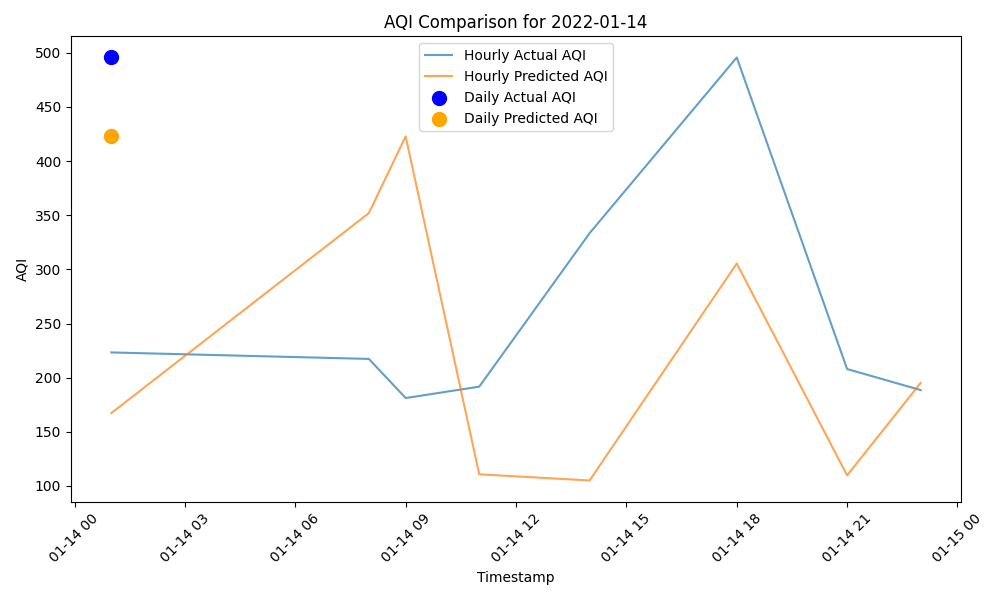 AQI Comparison for 2022-01-14
Hourly Actual AQI
Hourly Predicted AQI
Daily Actual AQI
Daily Predicted AQI
500
450
400
350
300
250
200
150
100
AQI
01-14 00
01-14 03
01-14 06
01-14 09
01-14 12
01-14 15
01-14 18
01-14 21
01-15 00
Timestamp